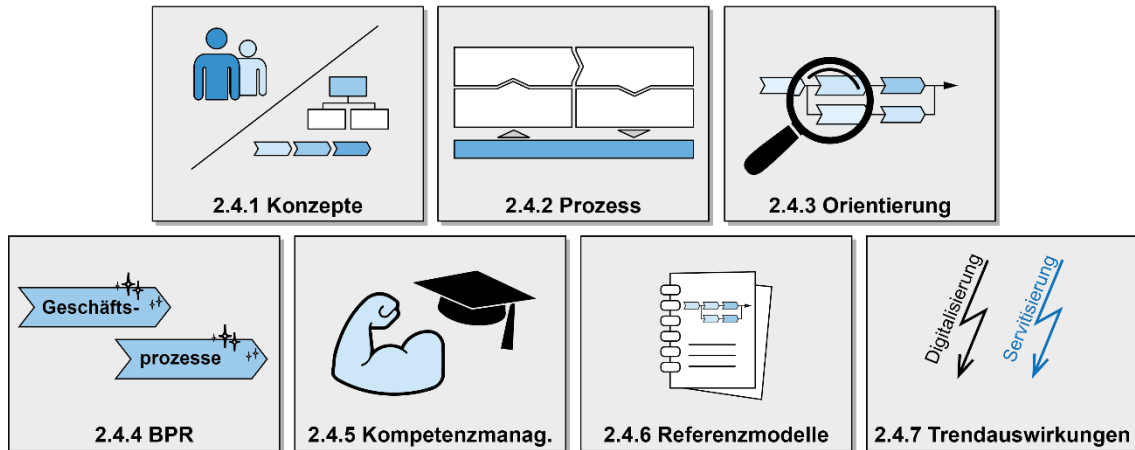 2.4.1 Konzepte
2.4.2 Prozess
2.4.3 Orientierung
Geschäfts-
prozesse
2.4.4 BPR
2.4.5 Kompetenzmanag.
2.4.6 Referenzmodelle
Digitalisierung
Servitisierung
2.4.7 Trendauswirkungen